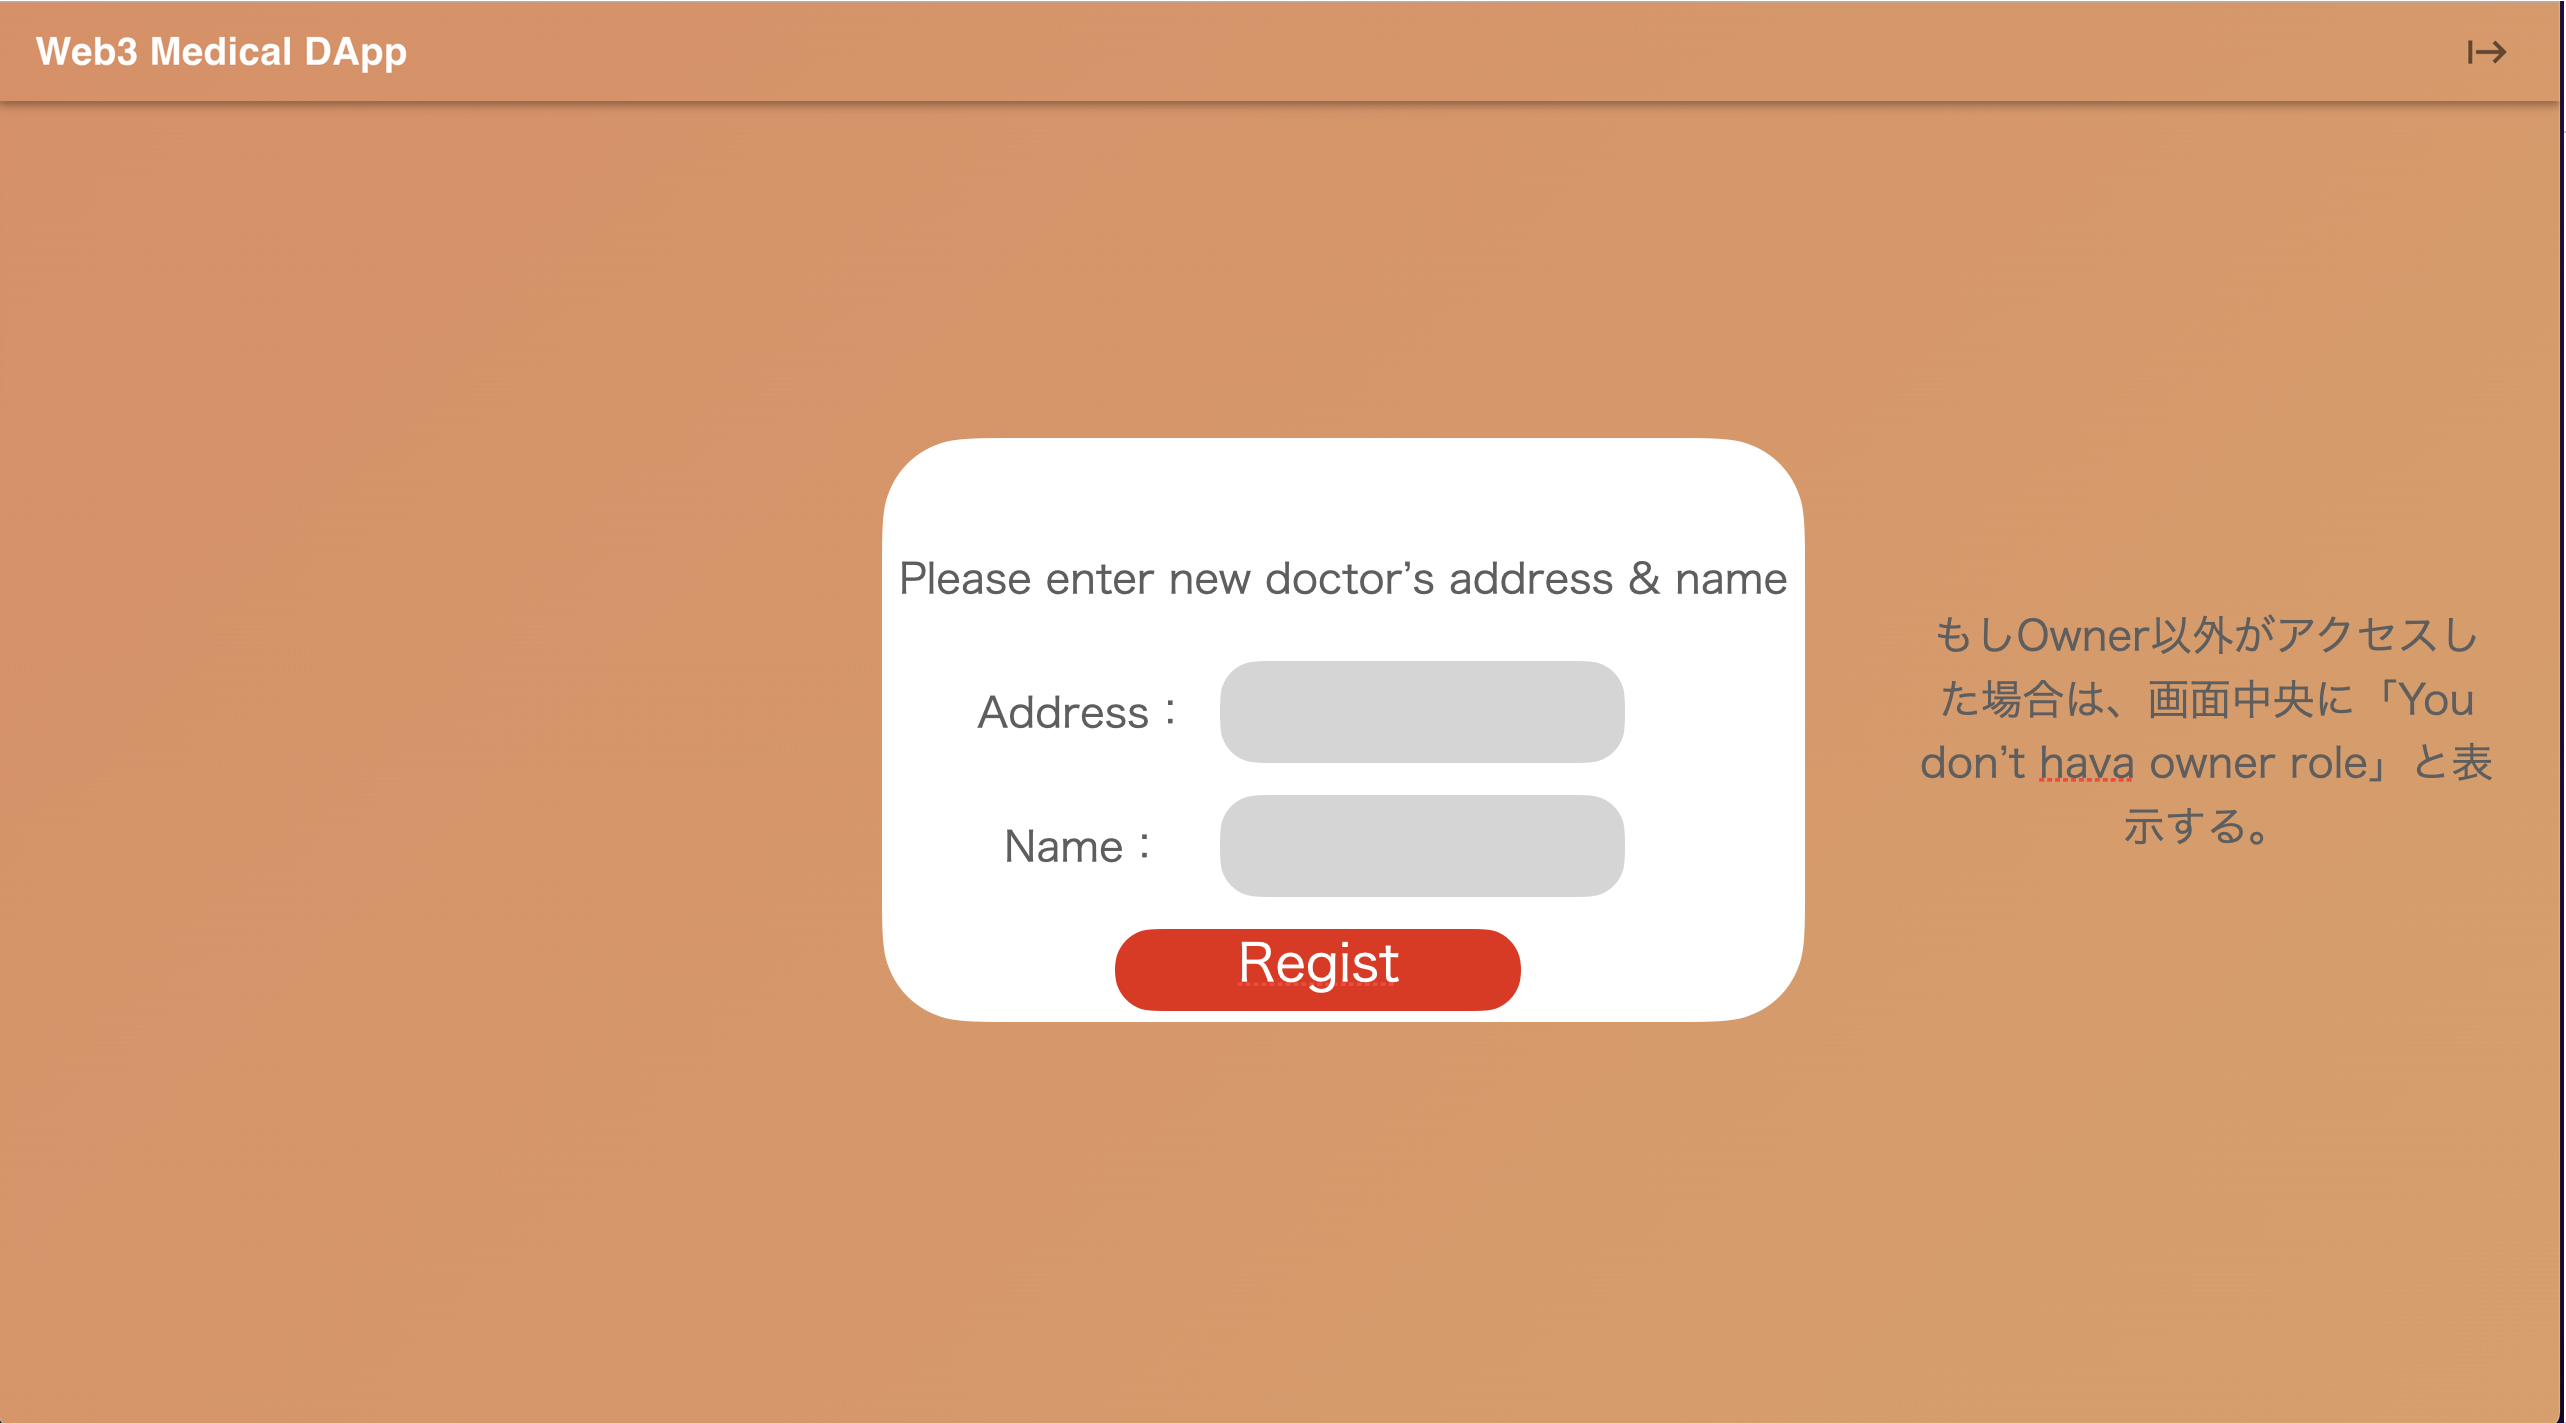 Web3 Medical DApp
Please enter new doctor’s address & name
Address：
Name：
Regist
もしOwner以外がアクセスし
た場合は、画面中央に「You
don’t hava owner role」と表
示する。